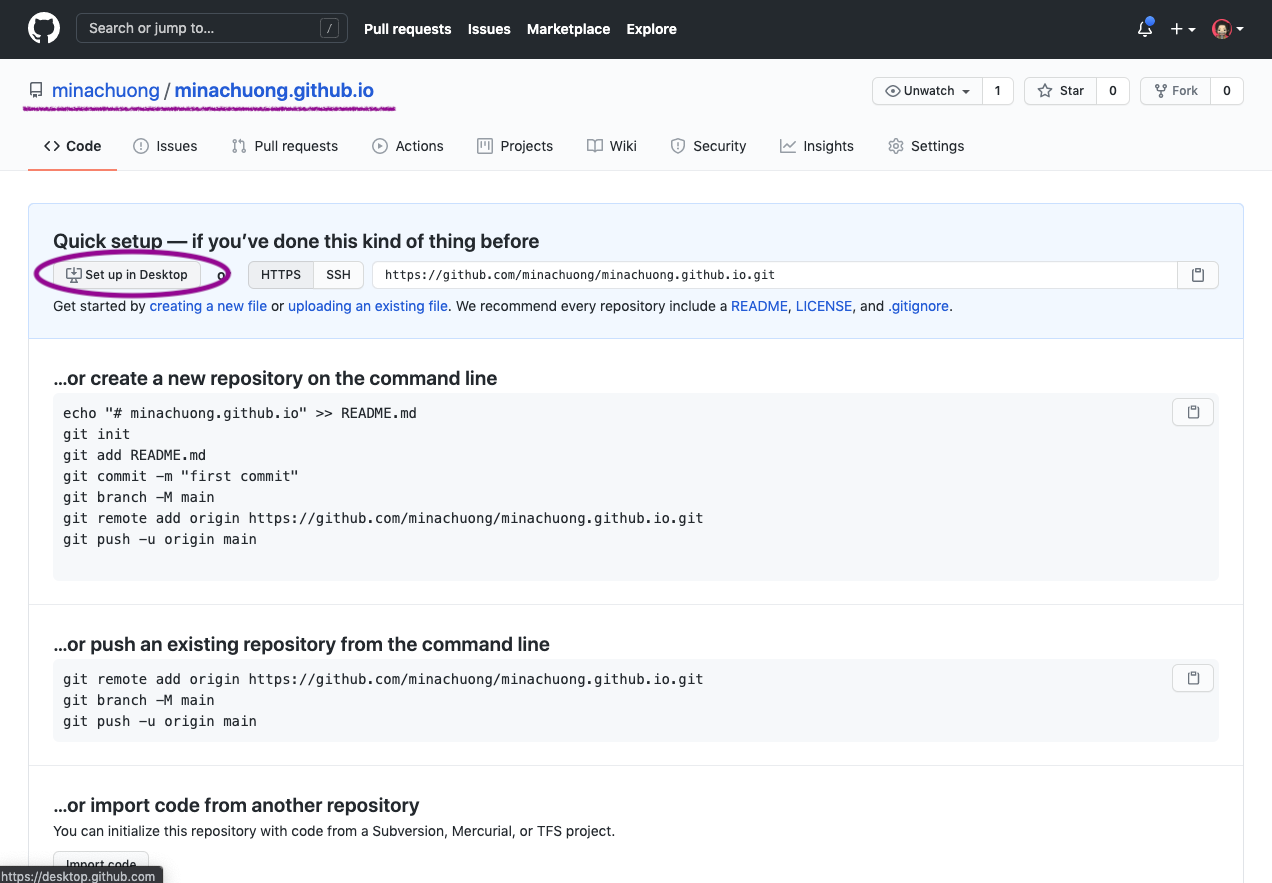 Search or jump to... / Pull requests Issues Marketplace Explore
minachuong / minachuong.github.io Unwatch 1 Star 0 Fork 0
Code Issues Pull requests Actions Projects Wiki Security Insights Settings
Quick setup — if you’ve done this kind of thing before
Set up in Desktop HTTPS SSH https://github.com/minachuong/minachuong.github.io.git
Get started by creating a new file or uploading an existing file. We recommend every repository include a README, LICENSE, and .gitignore.
…or create a new repository on the command line
echo "# minachuong.github.io" >> README.md
git init
git add README.md
git commit -m "first commit"
git branch -M main
git remote add origin https://github.com/minachuong/minachuong.github.io.git
git push -u origin main
…or push an existing repository from the command line
git remote add origin https://github.com/minachuong/minachuong.github.io.git
git branch -M main
git push -u origin main
…or import code from another repository
You can initialize this repository with code from a Subversion, Mercurial, or TFS project.
Import code
https://desktop.github.com